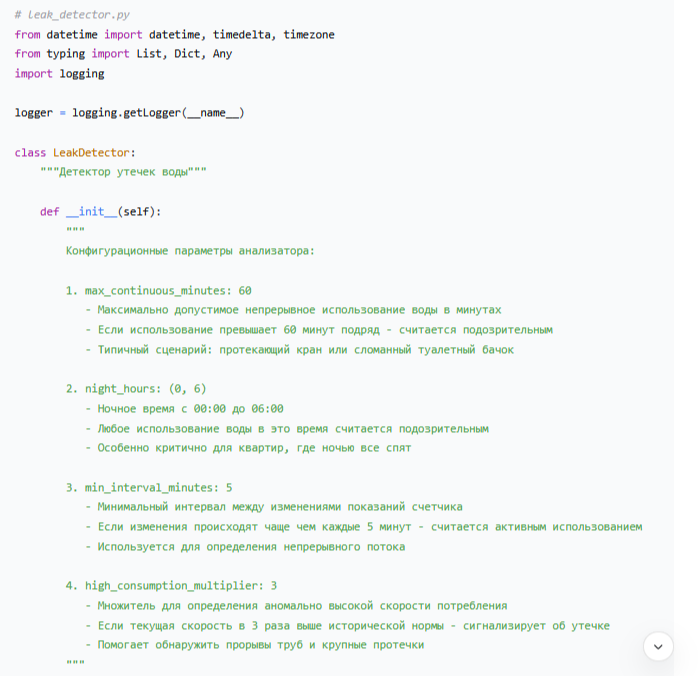 # leak_detector.py
from datetime import datetime, timedelta, timezone
from typing import List, Dict, Any
import logging
logger = logging.getLogger(__name__)
class LeakDetector:
"""Детектор утечек воды"""
def __init__(self):
"""
Конфигурационные параметры анализатора:
1. max_continuous_minutes: 60
- Максимально допустимое непрерывное использование воды в минутах
- Если использование превышает 60 минут подряд - считается подозрительным
- Типичный сценарий: протекающий кран или сломанный туалетный бачок
2. night_hours: (0, 6)
- Ночное время с 00:00 до 06:00
- Любое использование воды в это время считается подозрительным
- Особенно критично для квартир, где ночью все спят
3. min_interval_minutes: 5
- Минимальный интервал между изменениями показаний счетчика
- Если изменения происходят чаще чем каждые 5 минут - считается активным использованием
- Используется для определения непрерывного потока
4. high_consumption_multiplier: 3
- Множитель для определения аномально высокой скорости потребления
- Если текущая скорость в 3 раза выше исторической нормы - сигнализирует об утечке
- Помогает обнаружить прорывы труб и крупные протечки
"""